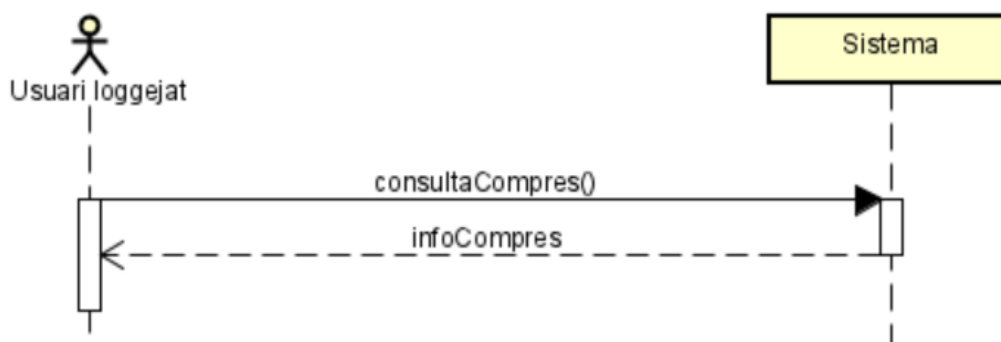 Sistema
Usuari loggejat
consultaCompres()
infoCompres